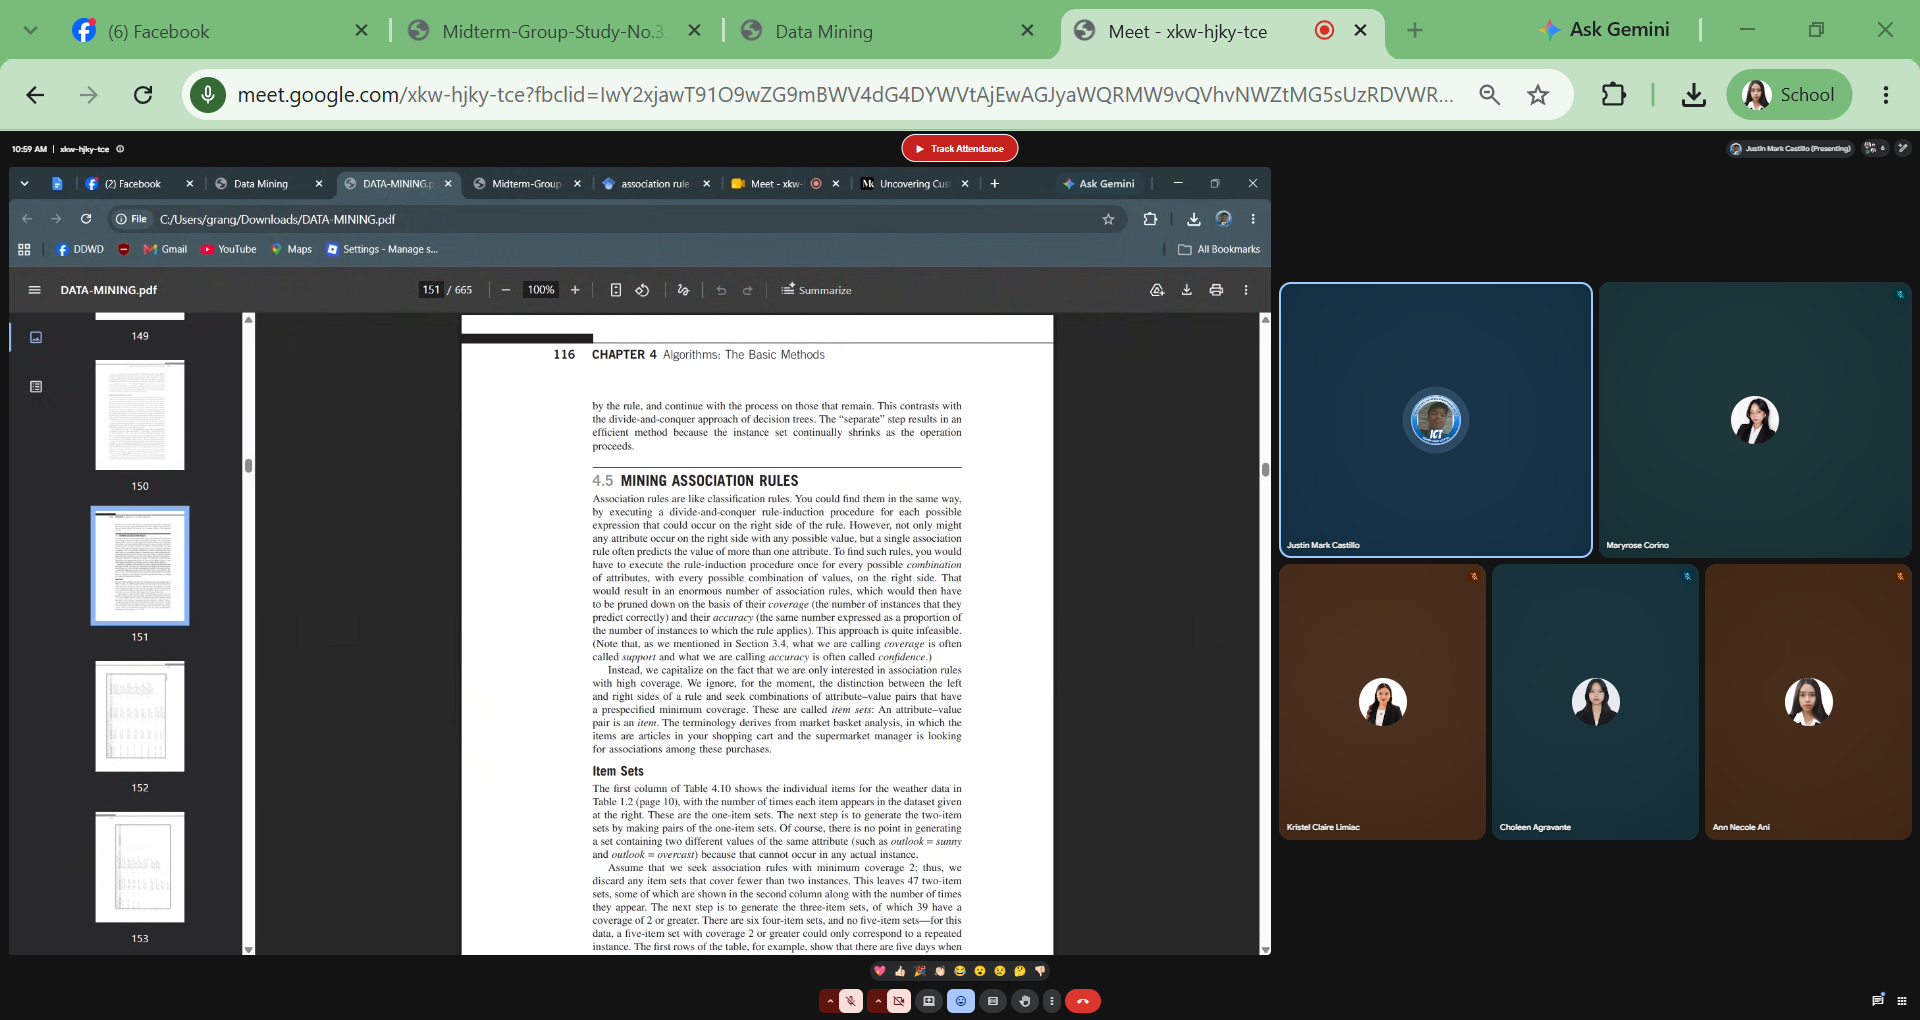 (6) Facebook
Midterm-Group-Study-No.3.
Data Mining
Meet - xkw-hjky-tce
Ask Gemini
meet.google.com/xkw-hjky-tce?fbclid=IwY2xjawT91O9wZG9mBWV4dG4DYWVtAjEwAGJyaWQRMW9vQVhvNWZtMG5sUzRDVWR...
School
10:59 AM | xkw-hjky-tce
Track Attendance
Justin Mark Castillo (Presenting)
6
(2) Facebook
Data Mining
DATA-MINING.p
Midterm-Group-
association rule
Meet - xkw-
Uncovering Cus
Ask Gemini
File C:/Users/grang/Downloads/DATA-MINING.pdf
DDWD
Gmail
YouTube
Maps
Settings - Manage s...
All Bookmarks
DATA-MINING.pdf
151 / 665
100%
Summarize
149
150
151
152
153
116 CHAPTER 4 Algorithms: The Basic Methods
by the rule, and continue with the process on those that remain. This contrasts with
the divide-and-conquer approach of decision trees. The “separate” step results in an
efficient method because the instance set continually shrinks as the operation
proceeds.
4.5 MINING ASSOCIATION RULES
Association rules are like classification rules. You could find them in the same way,
by executing a divide-and-conquer rule-induction procedure for each possible
expression that could occur on the right side of the rule. However, not only might
any attribute occur on the right side with any possible value, but a single association
rule often predicts the value of more than one attribute. To find such rules, you would
have to execute the rule-induction procedure once for every possible combination
of attributes, with every possible combination of values, on the right side. That
would result in an enormous number of association rules, which would then have
to be pruned down on the basis of their coverage (the number of instances that they
predict correctly) and their accuracy (the same number expressed as a proportion of
the number of instances to which the rule applies). This approach is quite infeasible.
(Note that, as we mentioned in Section 3.4, what we are calling coverage is often
called support and what we are calling accuracy is often called confidence.)
Instead, we capitalize on the fact that we are only interested in association rules
with high coverage. We ignore, for the moment, the distinction between the left
and right sides of a rule and seek combinations of attribute–value pairs that have
a prespecified minimum coverage. These are called item sets: An attribute–value
pair is an item. The terminology derives from market basket analysis, in which the
items are articles in your shopping cart and the supermarket manager is looking
for associations among these purchases.
Item Sets
The first column of Table 4.10 shows the individual items for the weather data in
Table 1.2 (page 10), with the number of times each item appears in the dataset given
at the right. These are the one-item sets. The next step is to generate the two-item
sets by making pairs of the one-item sets. Of course, there is no point in generating
a set containing two different values of the same attribute (such as outlook = sunny
and outlook = overcast) because that cannot occur in any actual instance.
Assume that we seek association rules with minimum coverage 2; thus, we
discard any item sets that cover fewer than two instances. This leaves 47 two-item
sets, some of which are shown in the second column along with the number of times
they appear. The next step is to generate the three-item sets, of which 39 have a
coverage of 2 or greater. There are six four-item sets, and no five-item sets—for this
data, a five-item set with coverage 2 or greater could only correspond to a repeated
instance. The first rows of the table, for example, show that there are five days when
ICT
Justin Mark Castillo
Maryrose Corino
Kristel Claire Limiac
Choleen Agravante
Ann Necole Ani